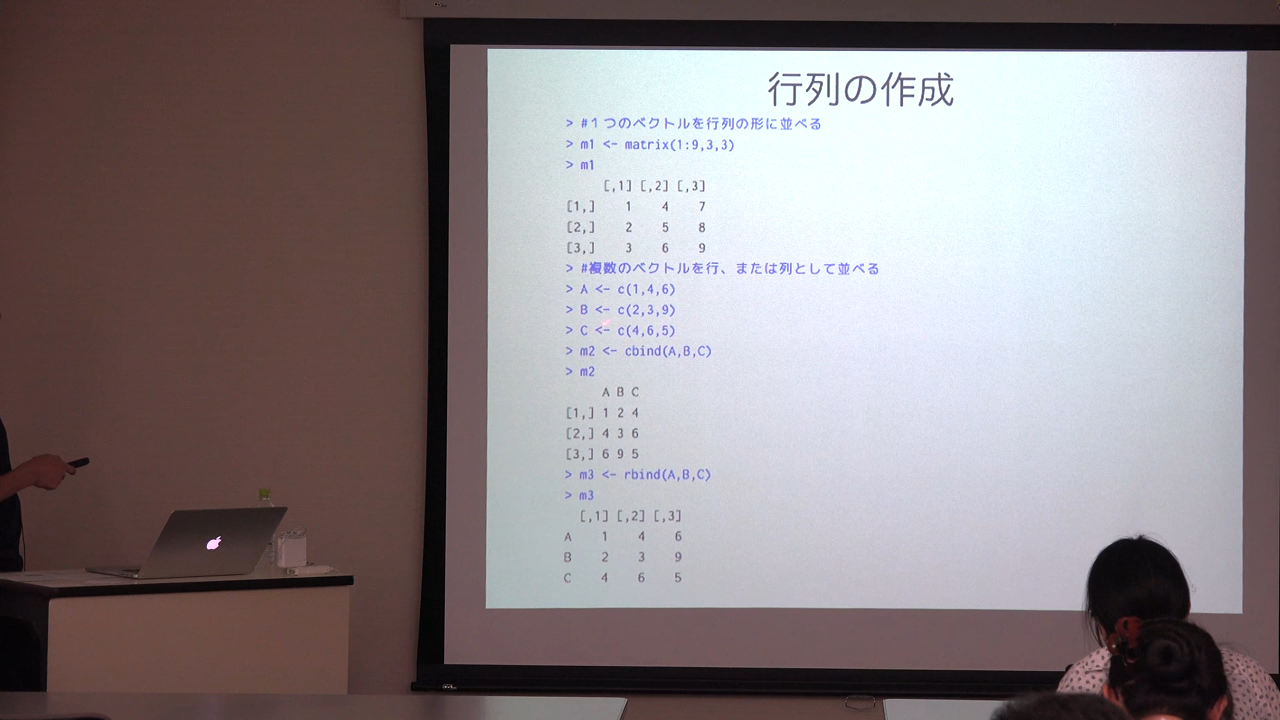 行列の作成
> #１つのベクトルを行列の形に並べる
> m1 <- matrix(1:9,3,3)
> m1
[,1] [,2] [,3]
[1,] 1 4 7
[2,] 2 5 8
[3,] 3 6 9
> #複数のベクトルを行、または列として並べる
> A <- c(1,4,6)
> B <- c(2,3,9)
> C <- c(4,6,5)
> m2 <- cbind(A,B,C)
> m2
A B C
[1,] 1 2 4
[2,] 4 3 6
[3,] 6 9 5
> m3 <- rbind(A,B,C)
> m3
[,1] [,2] [,3]
A 1 4 6
B 2 3 9
C 4 6 5